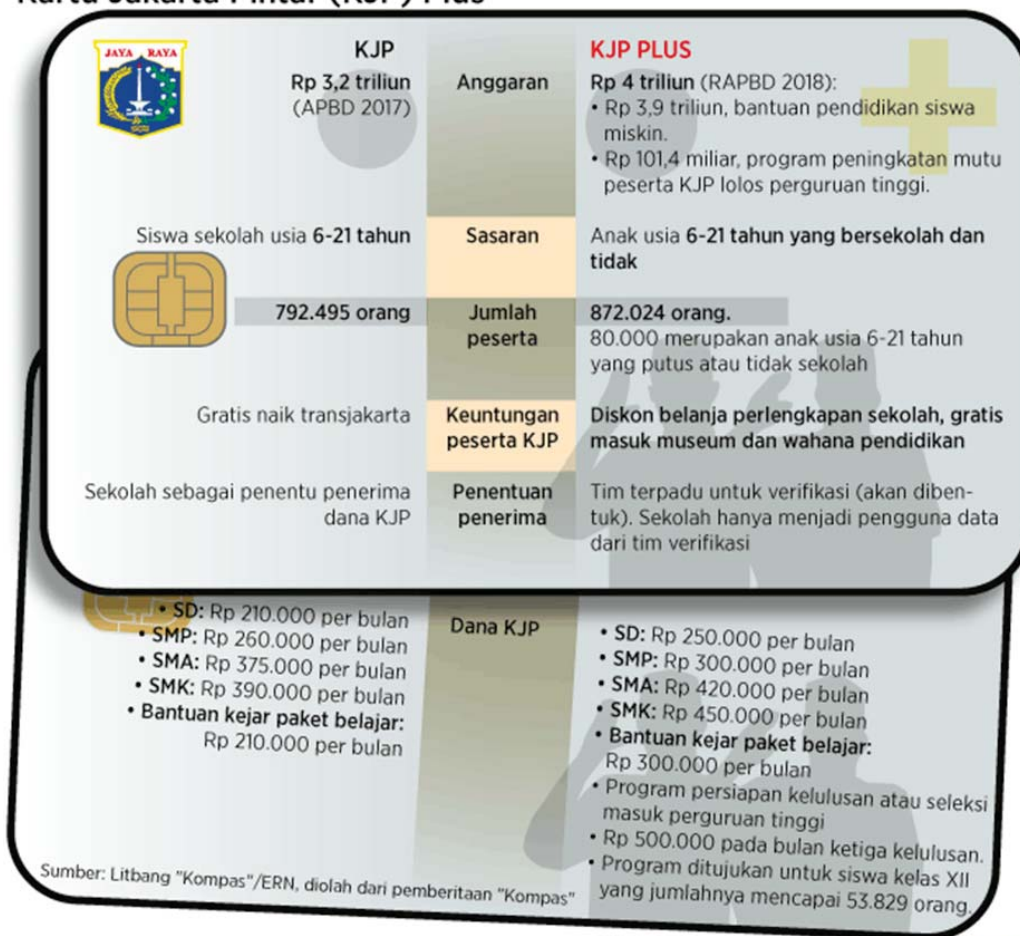 Kartu Jakarta Pintar (KJP) Plus
JAYA RAYA
KJP
KJP PLUS
Rp 3,2 triliun
(APBD 2017)
Anggaran
Rp 4 triliun (RAPBD 2018):
• Rp 3,9 triliun, bantuan pendidikan siswa
miskin.
• Rp 101,4 miliar, program peningkatan mutu
peserta KJP lolos perguruan tinggi.
Siswa sekolah usia 6-21 tahun
Sasaran
Anak usia 6-21 tahun yang bersekolah dan
tidak
792.495 orang
Jumlah
peserta
872.024 orang.
80.000 merupakan anak usia 6-21 tahun
yang putus atau tidak sekolah
Gratis naik transjakarta
Keuntungan
peserta KJP
Diskon belanja perlengkapan sekolah, gratis
masuk museum dan wahana pendidikan
Sekolah sebagai penentu penerima
dana KJP
Penentuan
penerima
Tim terpadu untuk verifikasi (akan diben-
tuk). Sekolah hanya menjadi pengguna data
dari tim verifikasi
• SD: Rp 210.000 per bulan
• SMP: Rp 260.000 per bulan
• SMA: Rp 375.000 per bulan
• SMK: Rp 390.000 per bulan
• Bantuan kejar paket belajar:
Rp 210.000 per bulan
Dana KJP
• SD: Rp 250.000 per bulan
• SMP: Rp 300.000 per bulan
• SMA: Rp 420.000 per bulan
• SMK: Rp 450.000 per bulan
• Bantuan kejar paket belajar:
Rp 300.000 per bulan
• Program persiapan kelulusan atau seleksi
masuk perguruan tinggi
• Rp 500.000 pada bulan ketiga kelulusan.
• Program ditujukan untuk siswa kelas XII
yang jumlahnya mencapai 53.829 orang.
Sumber: Litbang "Kompas"/ERN, diolah dari pemberitaan "Kompas"